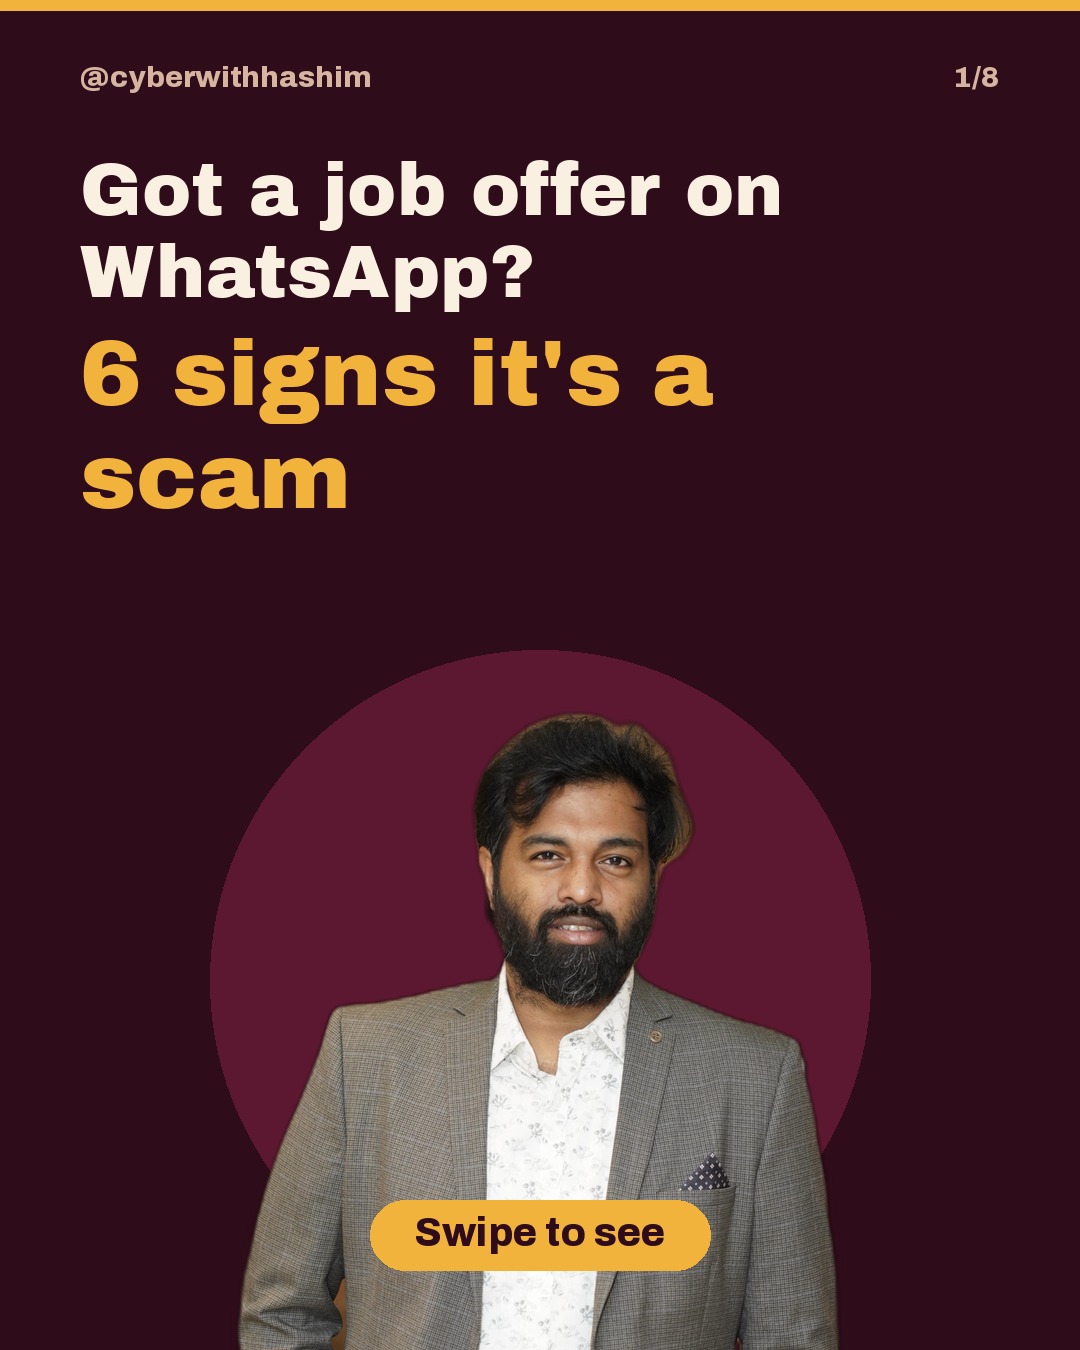 @cyberwithhashim
1/8
Got a job offer on
WhatsApp?
6 signs it's a
scam
Swipe to see